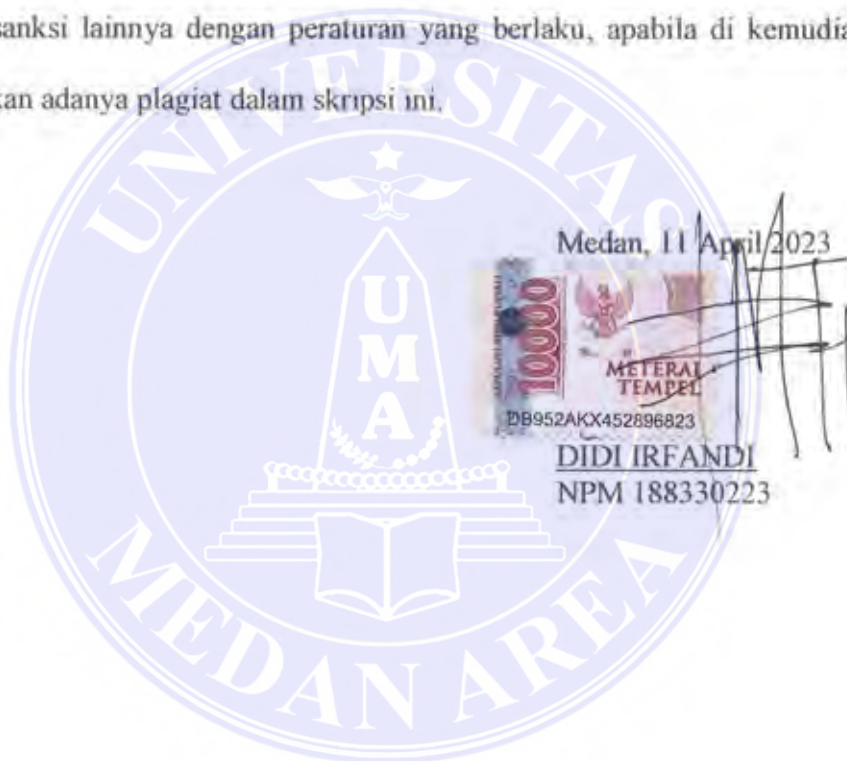 sanksi lainnya dengan peraturan yang berlaku, apabila di kemudia
kan adanya plagiat dalam skripsi ini.
UNIVERSITAS
Medan, 11 April 2023
UMA
10000
METERAI
TEMPEL
DB952AKX452896823
DIDI IRFANDI
NPM 188330223
MEDAN AREA